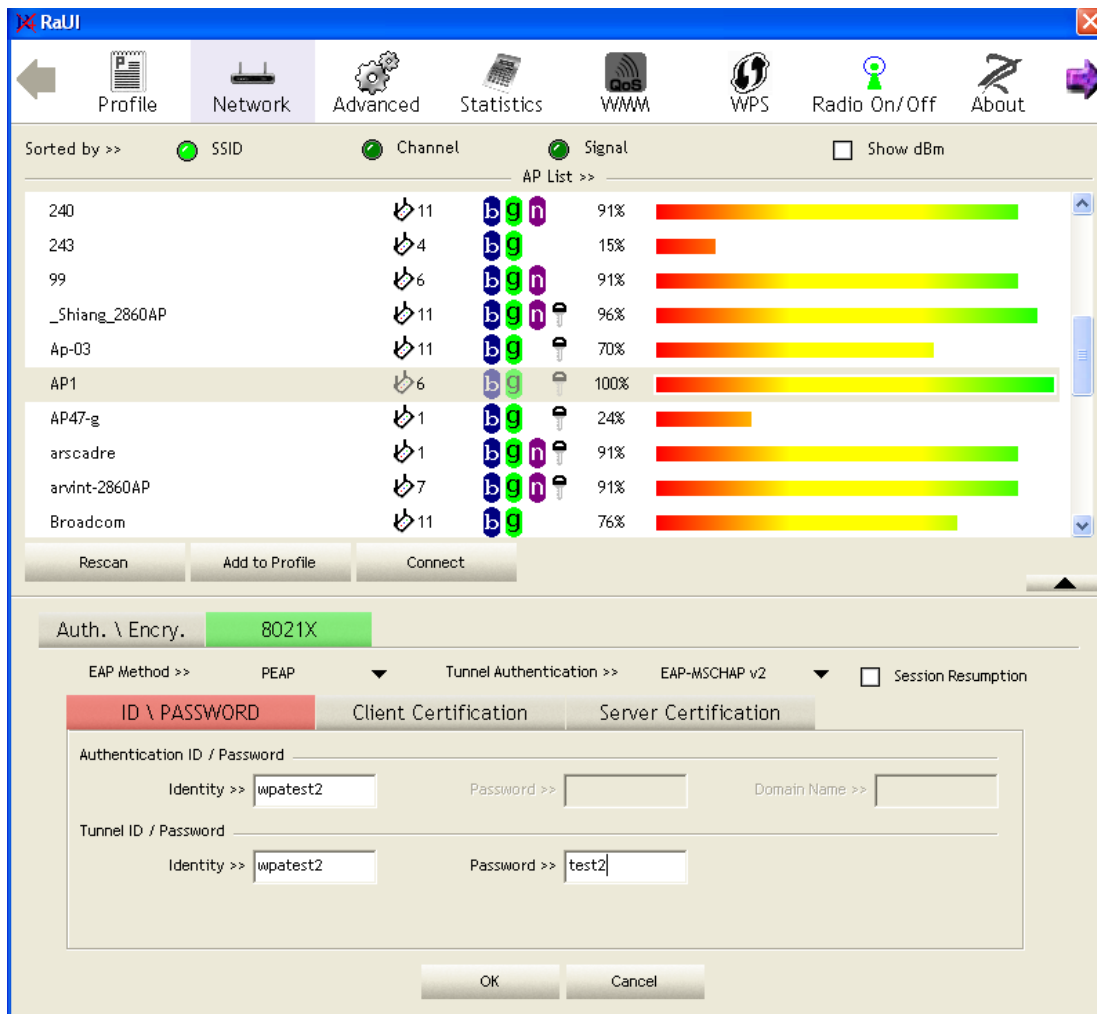 RaUI
Profile Network Advanced Statistics WMM WPS Radio On/Off About
QoS
Sorted by >> SSID Channel Signal Show dBm
AP List >>
240 11 b g n 91%
243 4 b g 15%
99 6 b g n 91%
_Shiang_2860AP 11 b g n 96%
Ap-03 11 b g 70%
AP1 6 b g 100%
AP47-g 1 b g 24%
arscadre 1 b g n 91%
arvint-2860AP 7 b g n 91%
Broadcom 11 b g 76%
Rescan Add to Profile Connect
Auth. \ Encry. 8021X
EAP Method >> PEAP Tunnel Authentication >> EAP-MSCHAP v2 Session Resumption
ID \ PASSWORD Client Certification Server Certification
Authentication ID / Password
Identity >> wpatest2 Password >> Domain Name >>
Tunnel ID / Password
Identity >> wpatest2 Password >> test2
OK Cancel